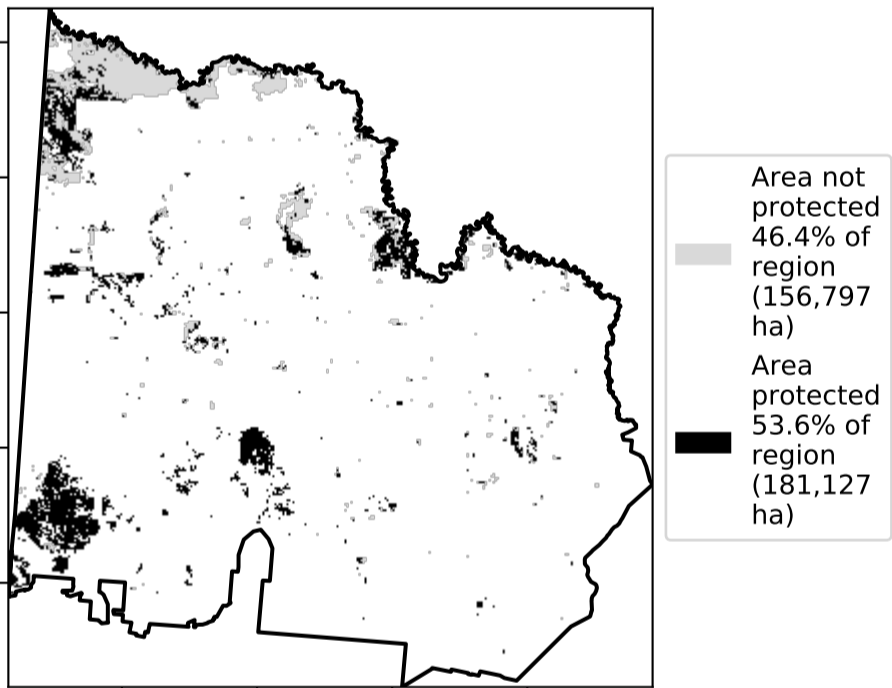 Area not
protected
46.4% of
region
(156,797
ha)
Area
protected
53.6% of
region
(181,127
ha)